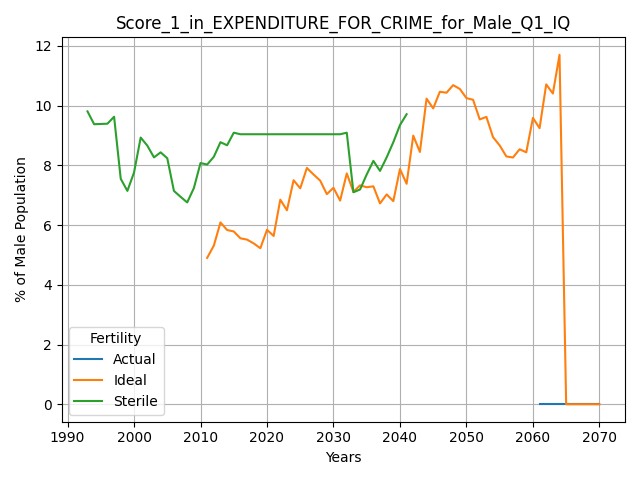 Score_1_in_EXPENDITURE_FOR_CRIME_for_Male_Q1_IQ
% of Male Population
12
10
8
6
4
2
0
Fertility
Actual
Ideal
Sterile
1990 2000 2010 2020 2030 2040 2050 2060 2070
Years